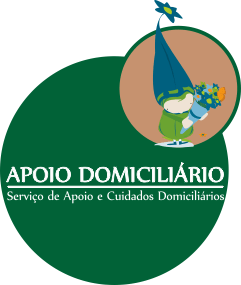 APOIO DOMICILIÁRIO
Serviço de Apoio e Cuidados Domiciliários